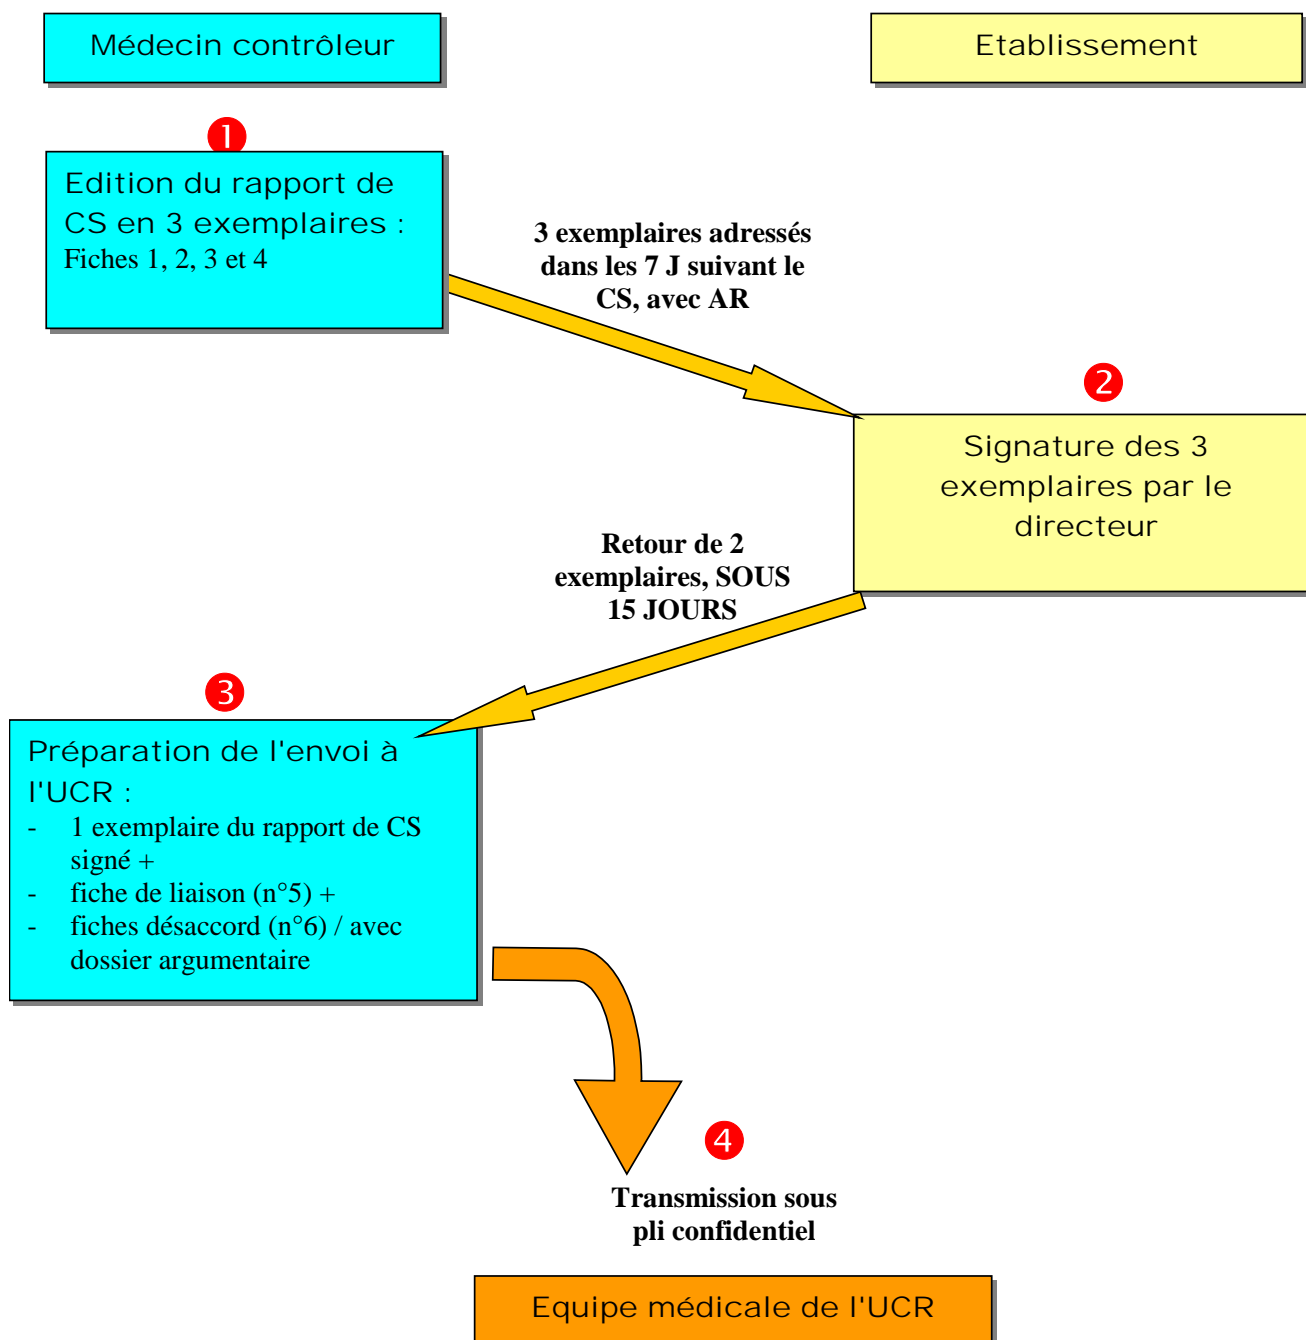 Médecin contrôleur
Etablissement
1
Edition du rapport de
CS en 3 exemplaires :
Fiches 1, 2, 3 et 4
3 exemplaires adressés
dans les 7 J suivant le
CS, avec AR
2
Signature des 3
exemplaires par le
directeur
Retour de 2
exemplaires, SOUS
15 JOURS
3
Préparation de l'envoi à
l'UCR :
- 1 exemplaire du rapport de CS
signé +
- fiche de liaison (n°5) +
- fiches désaccord (n°6) / avec
dossier argumentaire
4
Transmission sous
pli confidentiel
Equipe médicale de l'UCR